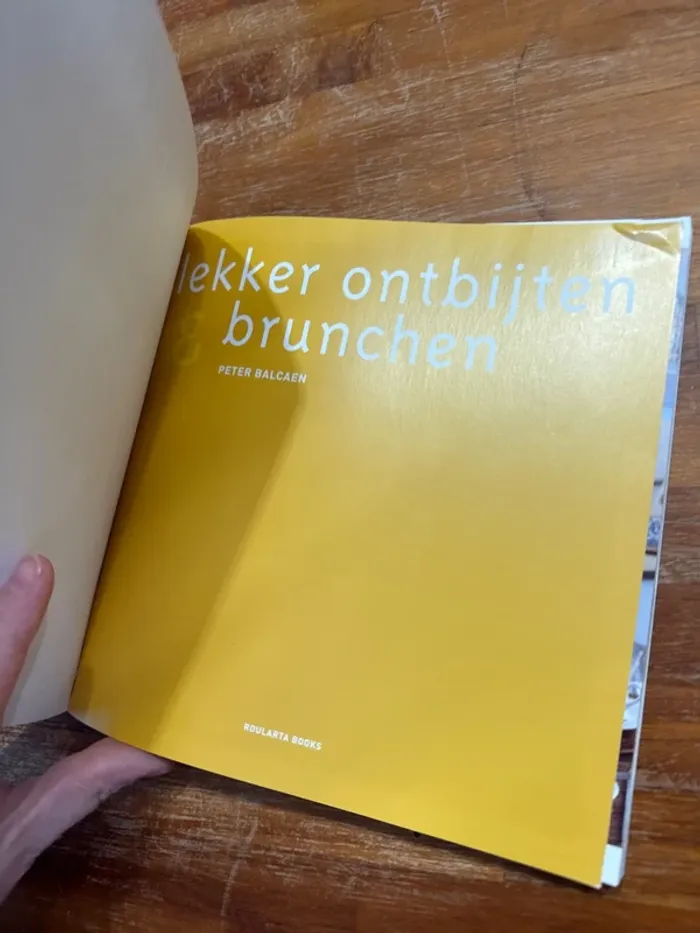 lekker ontbijten
brunchen
PETER BALCAEN
ROULARTA BOOKS